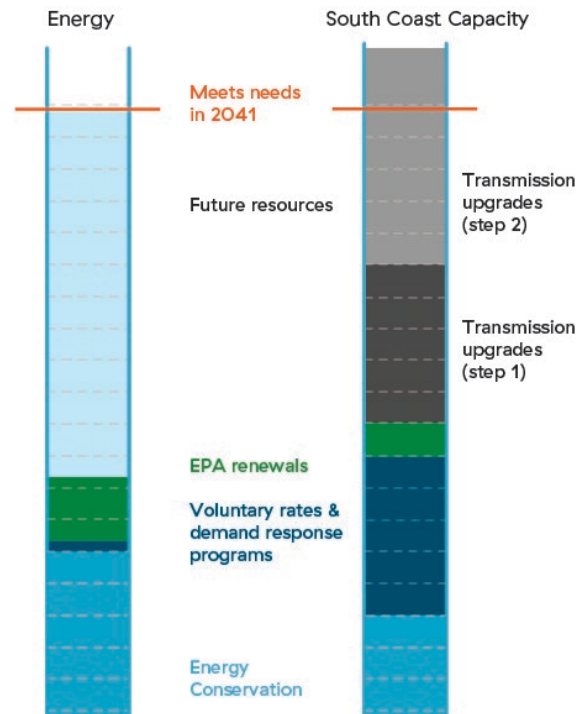 Energy
South Coast Capacity
Meets needs
in 2041
Future resources
Transmission
upgrades
(step 2)
Transmission
upgrades
(step 1)
EPA renewals
Voluntary rates &
demand response
programs
Energy
Conservation